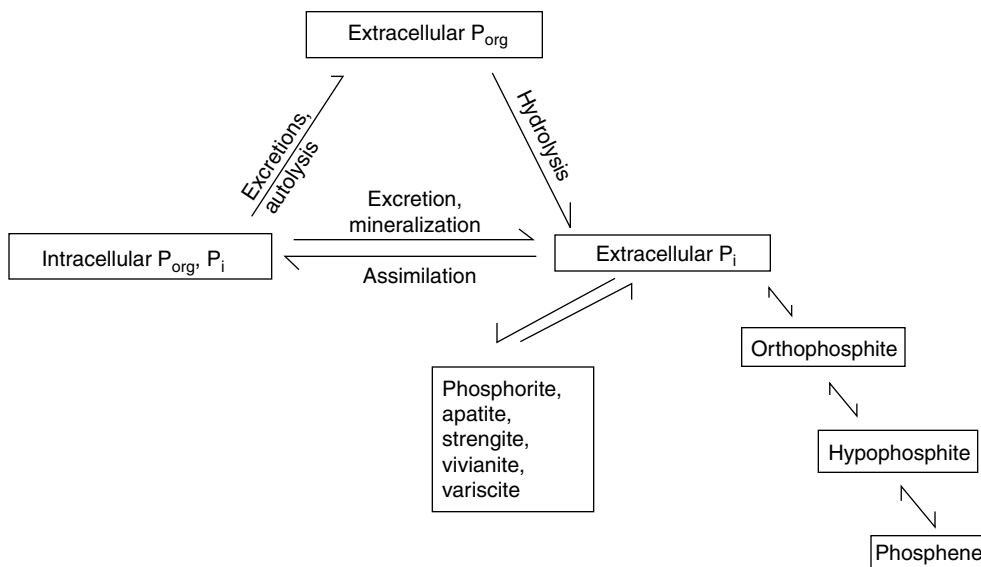 Extracellular P_org
Excretions,
autolysis
Hydrolysis
Excretion,
mineralization
Intracellular P_org, P_i
Extracellular P_i
Assimilation
Orthophosphite
Phosphorite,
apatite,
strengite,
vivianite,
variscite
Hypophosphite
Phosphene